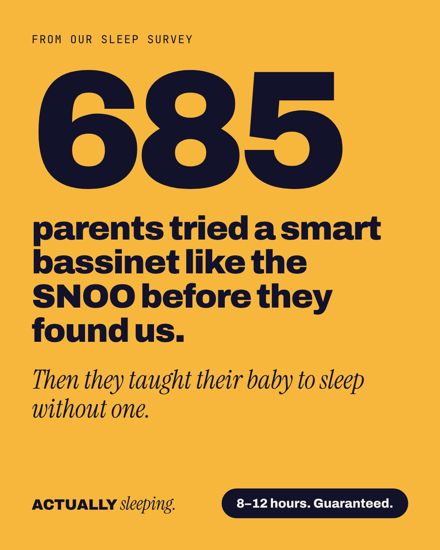 FROM OUR SLEEP SURVEY
685
parents tried a smart
bassinet like the
SNOO before they
found us.
Then they taught their baby to sleep
without one.
ACTUALLY sleeping.
8–12 hours. Guaranteed.